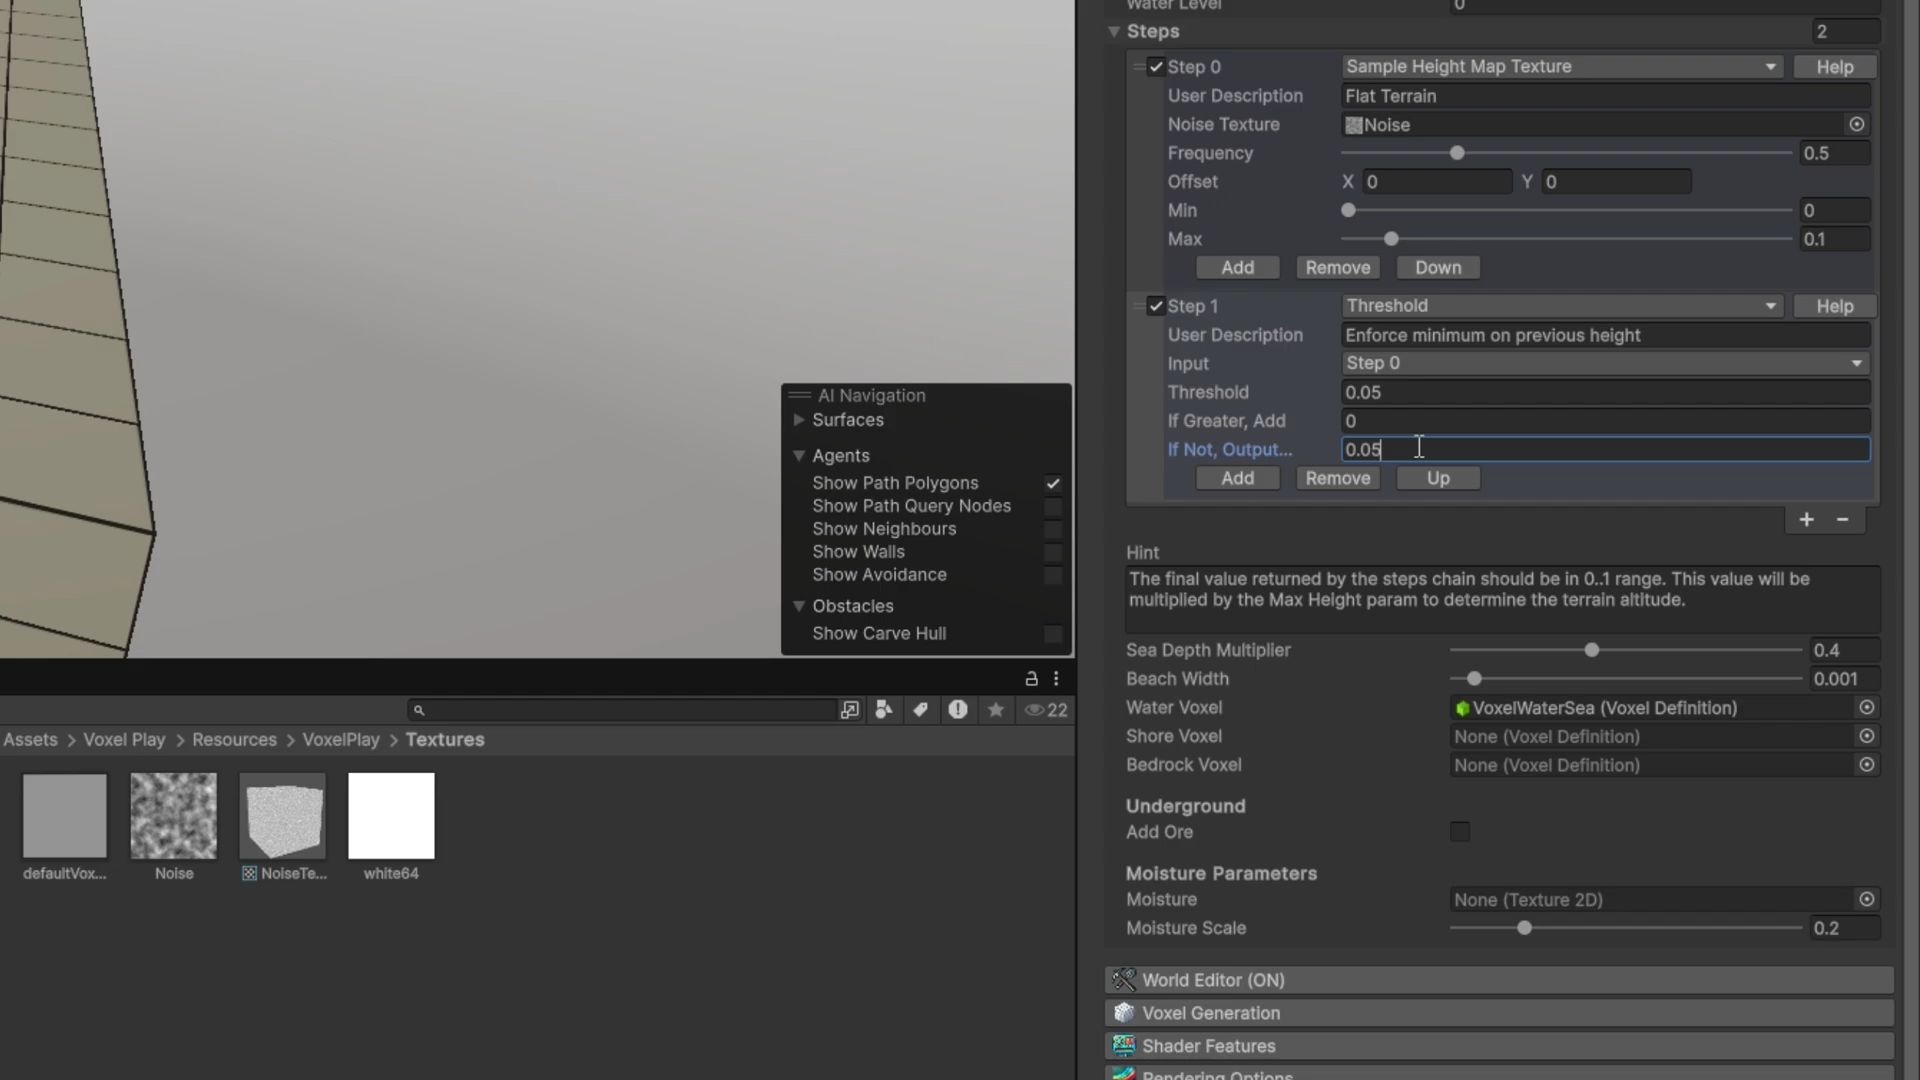 Water Level 0
Steps 2
Step 0 Sample Height Map Texture Help
User Description Flat Terrain
Noise Texture Noise
Frequency 0.5
Offset X 0 Y 0
Min 0
Max 0.1
Add Remove Down
Step 1 Threshold Help
User Description Enforce minimum on previous height
Input Step 0
Threshold 0.05
If Greater, Add 0
If Not, Output... 0.05
Add Remove Up
+ −
Hint
The final value returned by the steps chain should be in 0..1 range. This value will be
multiplied by the Max Height param to determine the terrain altitude.
Sea Depth Multiplier 0.4
Beach Width 0.001
Water Voxel VoxelWaterSea (Voxel Definition)
Shore Voxel None (Voxel Definition)
Bedrock Voxel None (Voxel Definition)
Underground
Add Ore
Moisture Parameters
Moisture None (Texture 2D)
Moisture Scale 0.2
World Editor (ON)
Voxel Generation
Shader Features
Rendering Options
AI Navigation
Surfaces
Agents
Show Path Polygons
Show Path Query Nodes
Show Neighbours
Show Walls
Show Avoidance
Obstacles
Show Carve Hull
22
Assets > Voxel Play > Resources > VoxelPlay > Textures
defaultVox... Noise NoiseTe... white64